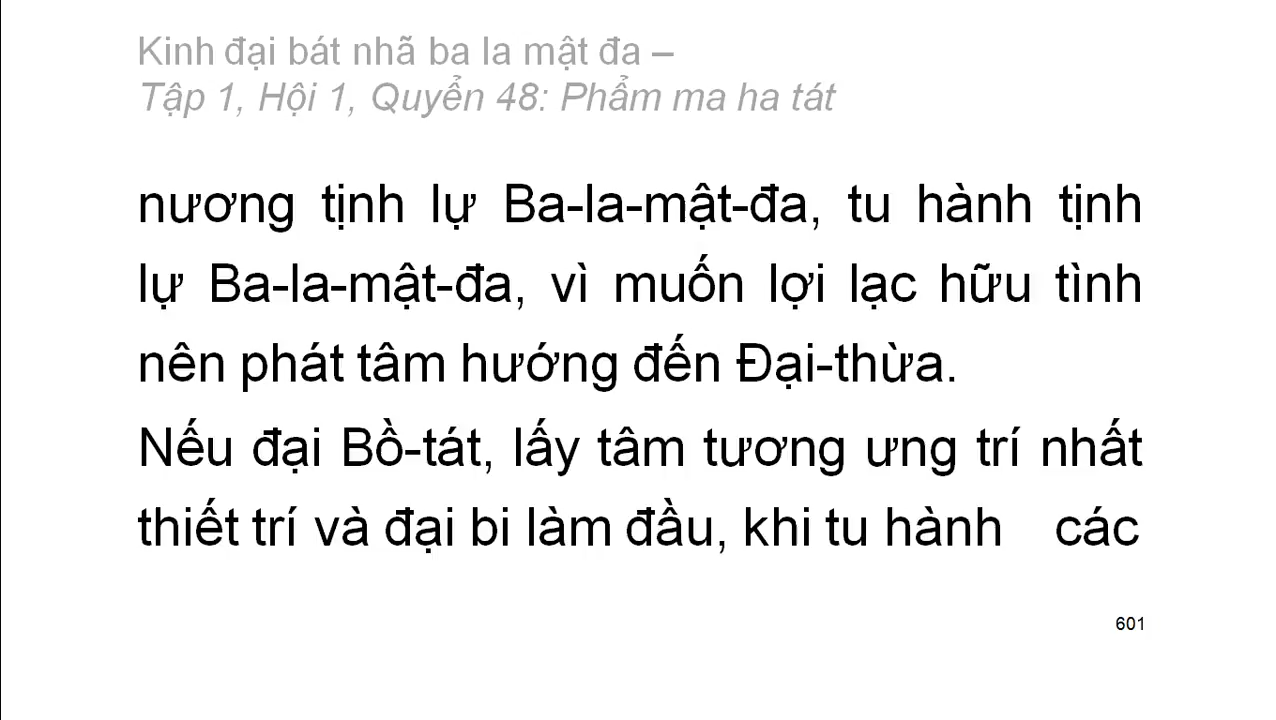 Kinh đại bát nhã ba la mật đa –
Tập 1, Hội 1, Quyển 48: Phẩm ma ha tát
nương tịnh lự Ba-la-mật-đa, tu hành tịnh
lự Ba-la-mật-đa, vì muốn lợi lạc hữu tình
nên phát tâm hướng đến Đại-thừa.
Nếu đại Bồ-tát, lấy tâm tương ưng trí nhất
thiết trí và đại bi làm đầu, khi tu hành các
601